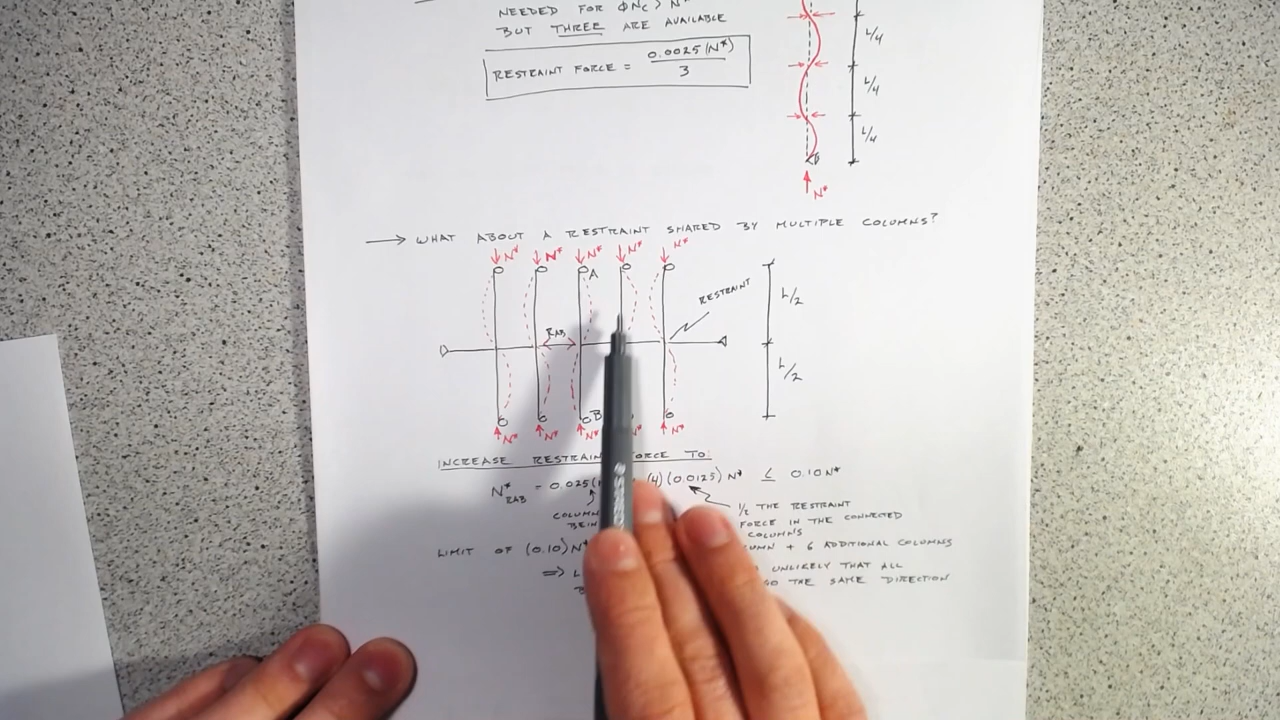 NEEDED FOR ΦNc > N*
BUT THREE ARE AVAILABLE
RESTRAINT FORCE = 0.0025(N*) / 3
L/4
L/4
L/4
N*
→ WHAT ABOUT A RESTRAINT SHARED BY MULTIPLE COLUMNS?
N* N* N* N* N*
A
RESTRAINT
RAB
L/2
L/2
B
N* N* N* N* N*
INCREASE RESTRAIN FORCE TO:
N*RAB = 0.025( (4)(0.0125) N* ≤ 0.10N*
COLUMN
BEING
1/2 THE RESTRAINT
FORCE IN THE CONNECTED
COLUMNS
LIMIT OF (0.10)N* + 6 ADDITIONAL COLUMNS
⇒ UNLIKELY THAT ALL
THE SAME DIRECTION